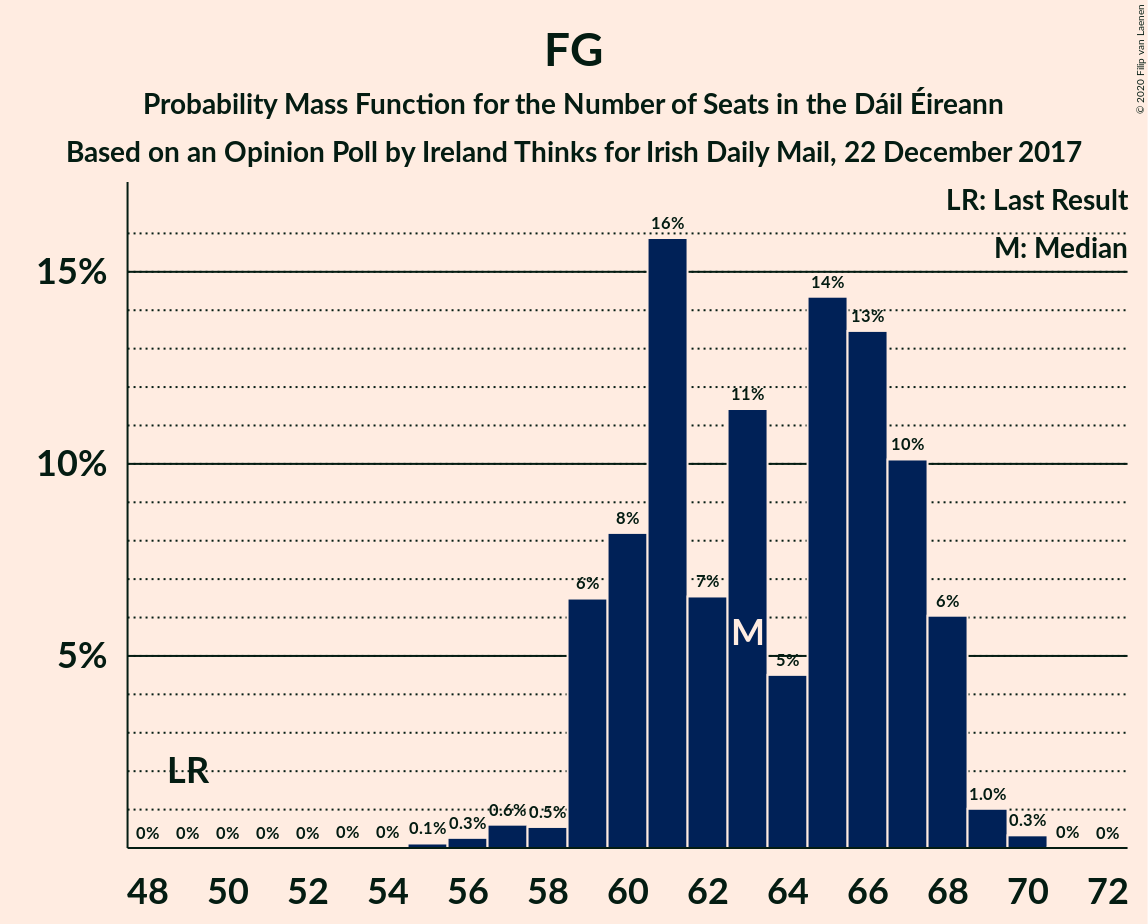 FG
Probability Mass Function for the Number of Seats in the Dáil Éireann
Based on an Opinion Poll by Ireland Thinks for Irish Daily Mail, 22 December 2017
© 2020 Filip van Laenen
LR: Last Result
M: Median
15%
10%
5%
LR
M
0% 0% 0% 0% 0% 0% 0% 0.1% 0.3% 0.6% 0.5% 6% 8% 16% 7% 11% 5% 14% 13% 10% 6% 1.0% 0.3% 0% 0%
48 50 52 54 56 58 60 62 64 66 68 70 72